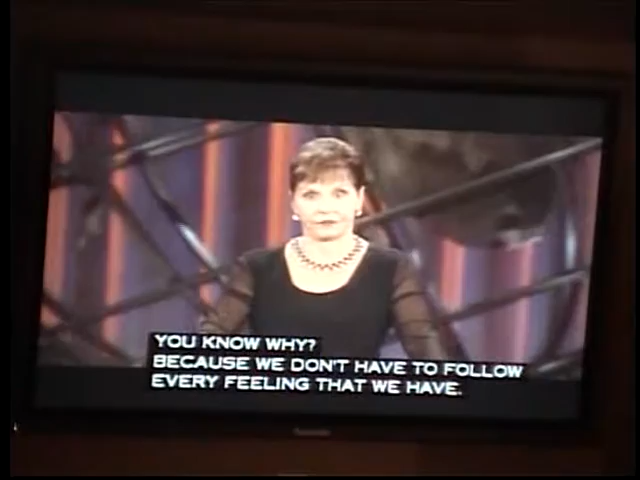 YOU KNOW WHY?
BECAUSE WE DON'T HAVE TO FOLLOW
EVERY FEELING THAT WE HAVE.